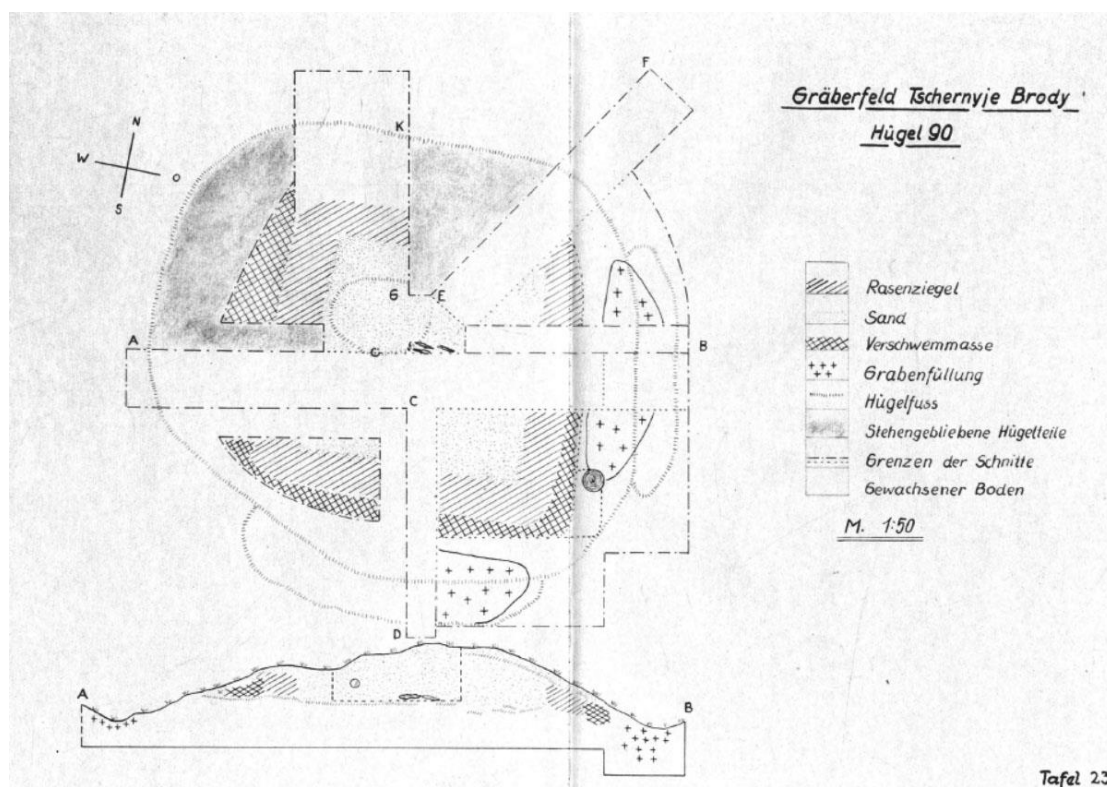 Gräberfeld Tschernyje Brody
Hügel 90
N
W
O
S
K
F
G
E
A
B
C
C
D
Rasenziegel
Sand
Verschwemmasse
Grabenfüllung
Hügelfuss
Stehengebliebene Hügelteile
Grenzen der Schnitte
Gewachsener Boden
M. 1:50
A
B
Tafel 23